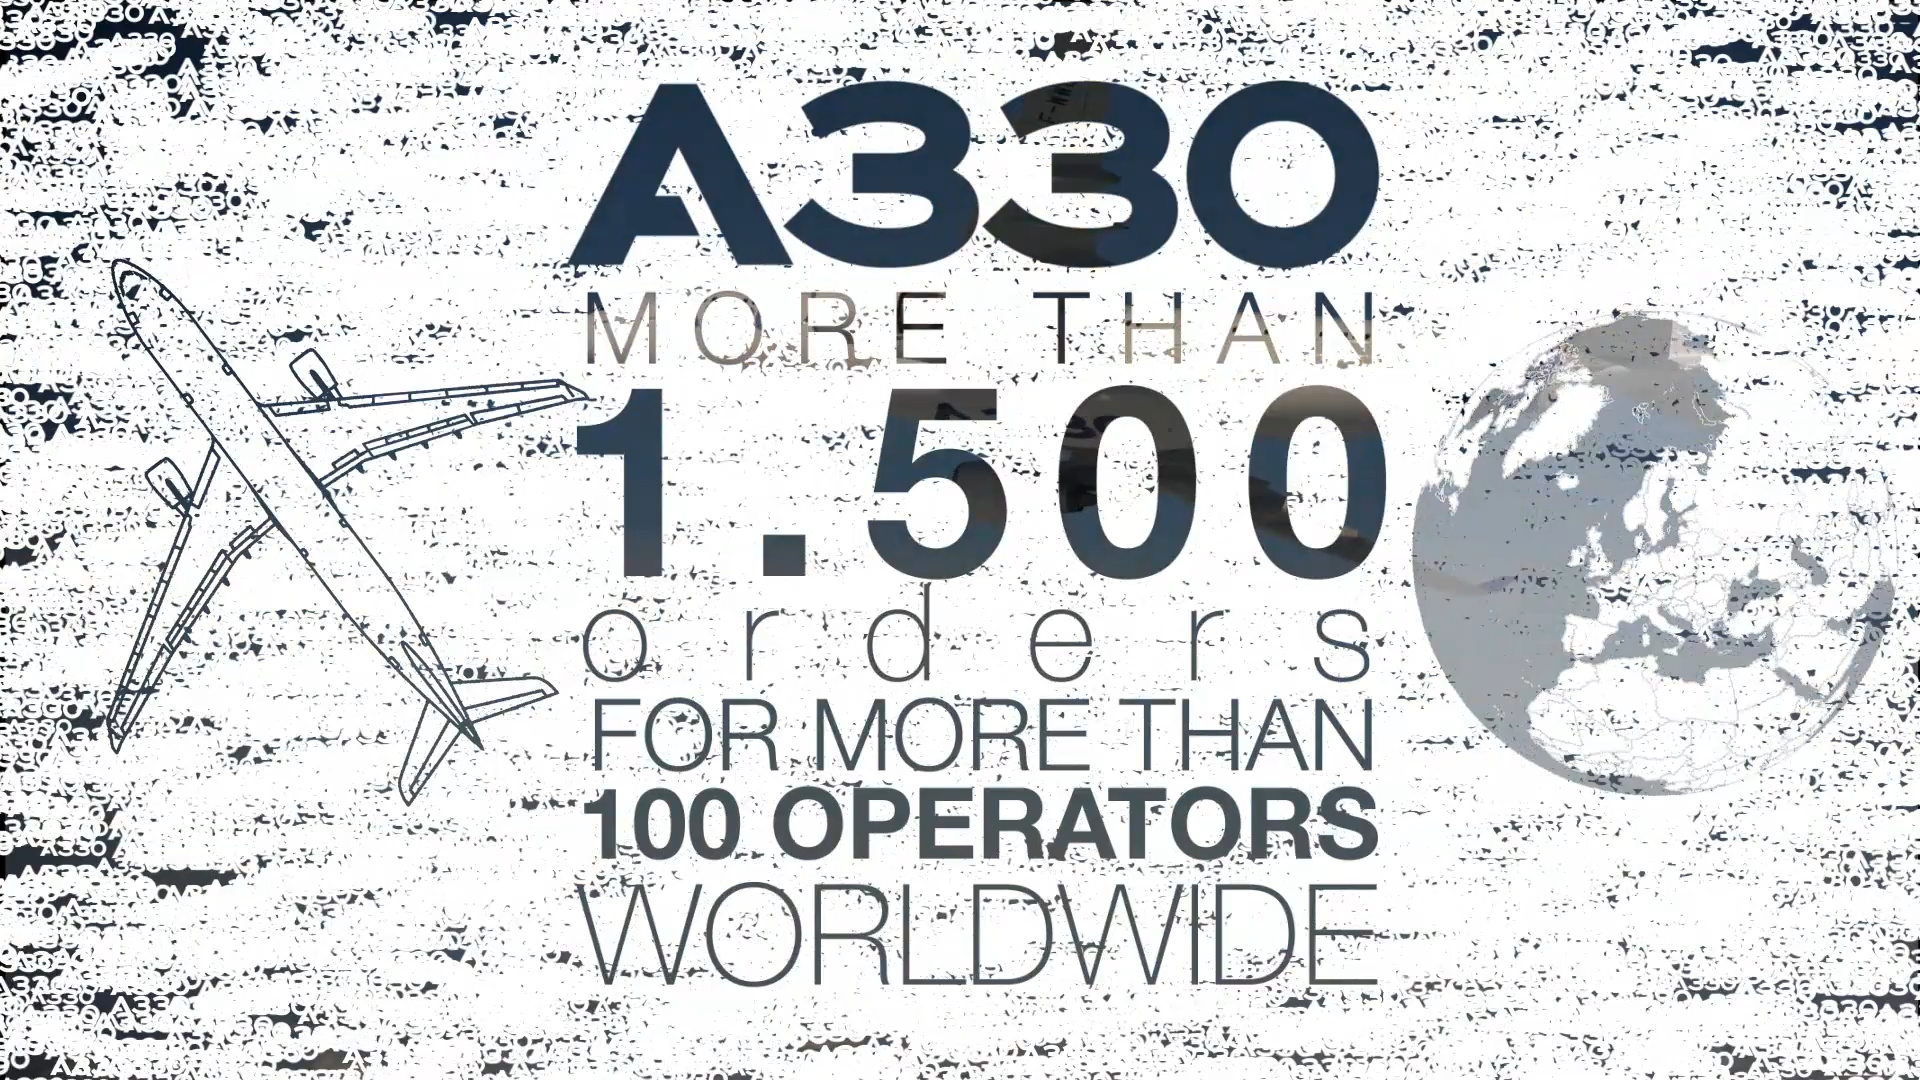 A330
MORE THAN
1.500
orders
FOR MORE THAN
100 OPERATORS
WORLDWIDE